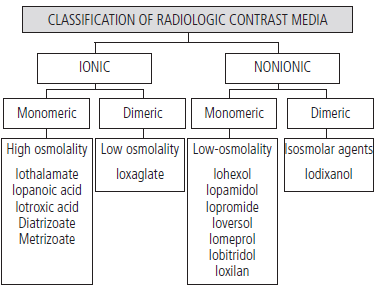 CLASSIFICATION OF RADIOLOGIC CONTRAST MEDIA
IONIC
NONIONIC
Monomeric
Dimeric
Monomeric
Dimeric
High osmolality
Iothalamate
Iopanoic acid
Iotroxic acid
Diatrizoate
Metrizoate
Low osmolality
Ioxaglate
Low-osmolality
Iohexol
Iopamidol
Iopromide
Ioversol
Iomeprol
Iobitridol
Ioxilan
Isosmolar agents
Iodixanol